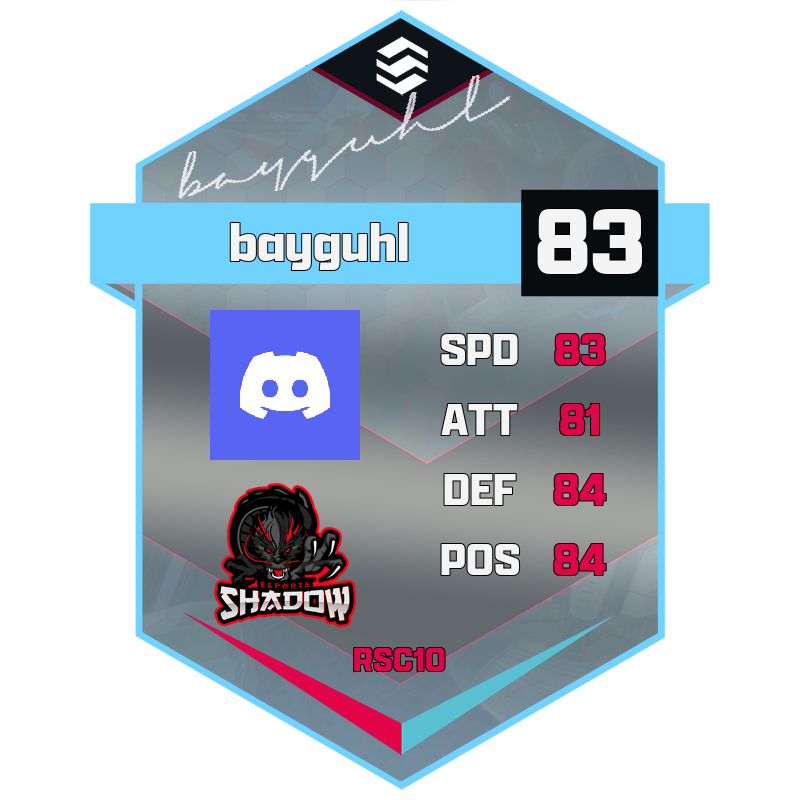 bayguhl
bayguhl
83
SPD 83
ATT 81
DEF 84
POS 84
ESPORTS
SHADOW
RSC10